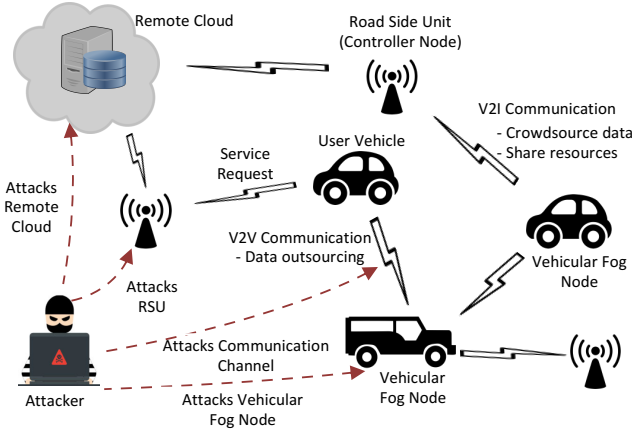 Remote Cloud
Road Side Unit
(Controller Node)
V2I Communication
- Crowdsource data
- Share resources
User Vehicle
Service
Request
Attacks
Remote
Cloud
V2V Communication
- Data outsourcing
Vehicular Fog
Node
Attacks
RSU
Attacks Communication
Channel
Attacker
Attacks Vehicular
Fog Node
Vehicular
Fog Node